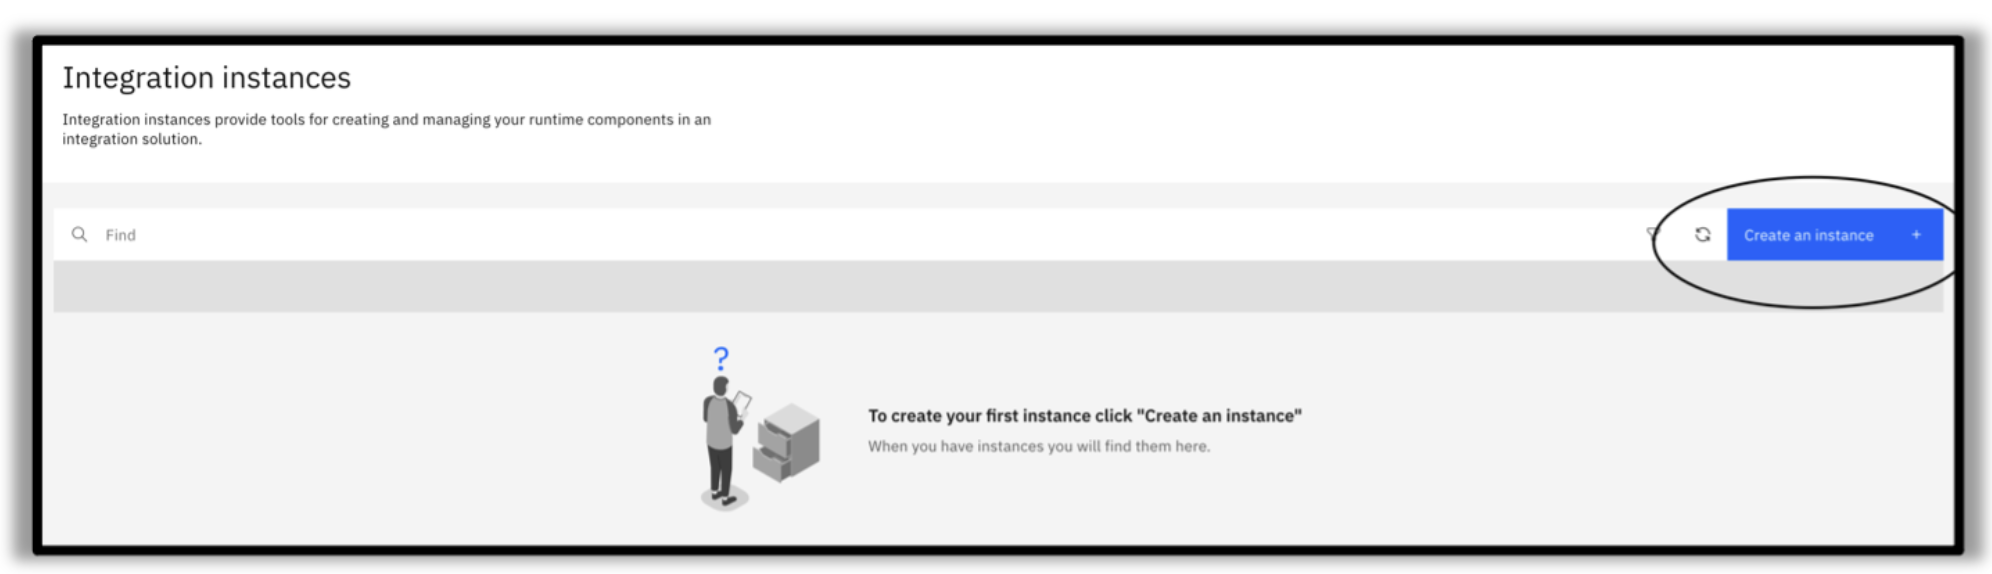 Integration instances
Integration instances provide tools for creating and managing your runtime components in an
integration solution.
Find
Create an instance +
?
To create your first instance click "Create an instance"
When you have instances you will find them here.